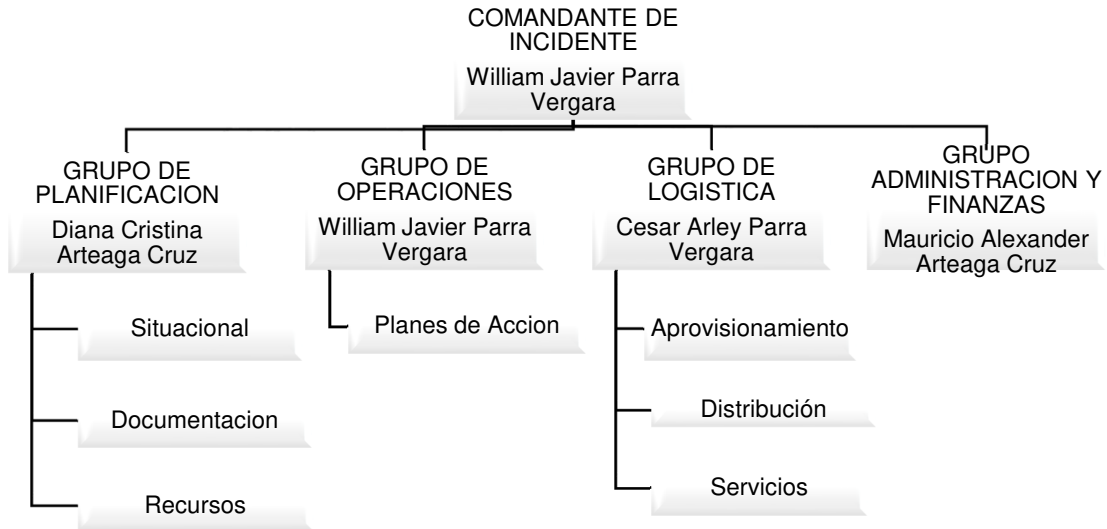 COMANDANTE DE
INCIDENTE
William Javier Parra
Vergara
GRUPO DE
PLANIFICACION
Diana Cristina
Arteaga Cruz
Situacional
Documentacion
Recursos
GRUPO DE
OPERACIONES
William Javier Parra
Vergara
Planes de Accion
GRUPO DE
LOGISTICA
Cesar Arley Parra
Vergara
Aprovisionamiento
Distribución
Servicios
GRUPO
ADMINISTRACION Y
FINANZAS
Mauricio Alexander
Arteaga Cruz